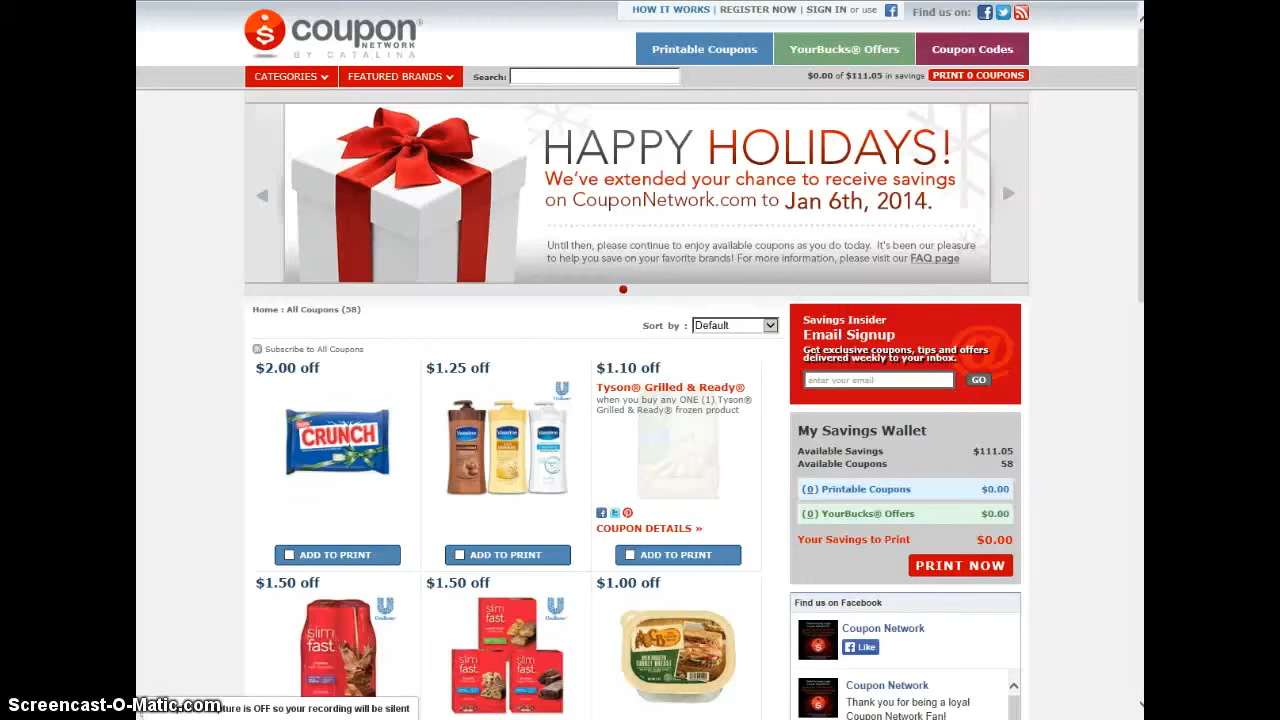 HOW IT WORKS | REGISTER NOW | SIGN IN or use
Find us on:
coupon
NETWORK
BY CATALINA
Printable Coupons
YourBucks® Offers
Coupon Codes
CATEGORIES
FEATURED BRANDS
Search:
$0.00 of $111.05 in savings
PRINT 0 COUPONS
HAPPY HOLIDAYS!
We've extended your chance to receive savings
on CouponNetwork.com to Jan 6th, 2014.
Until then, please continue to enjoy available coupons as you do today. It's been our pleasure
to help you save on your favorite brands! For more information, please visit our FAQ page
Home : All Coupons (58)
Sort by : Default
Subscribe to All Coupons
$2.00 off
$1.25 off
$1.10 off
Tyson® Grilled & Ready®
when you buy any ONE (1) Tyson®
Grilled & Ready® frozen product
CRUNCH
Vaseline
Vaseline
Vaseline
Unilever
COUPON DETAILS »
ADD TO PRINT
ADD TO PRINT
ADD TO PRINT
$1.50 off
$1.50 off
$1.00 off
slim
fast
Unilever
slim
fast
slim
fast
slim
fast
Unilever
Savings Insider
Email Signup
Get exclusive coupons, tips and offers
delivered weekly to your inbox.
enter your email
GO
My Savings Wallet
Available Savings $111.05
Available Coupons 58
(0) Printable Coupons $0.00
(0) YourBucks® Offers $0.00
Your Savings to Print $0.00
PRINT NOW
Find us on Facebook
Coupon Network
Like
Coupon Network
Thank you for being a loyal
Coupon Network Fan!
Screencast-O-Matic.com
ture is OFF so your recording will be silent